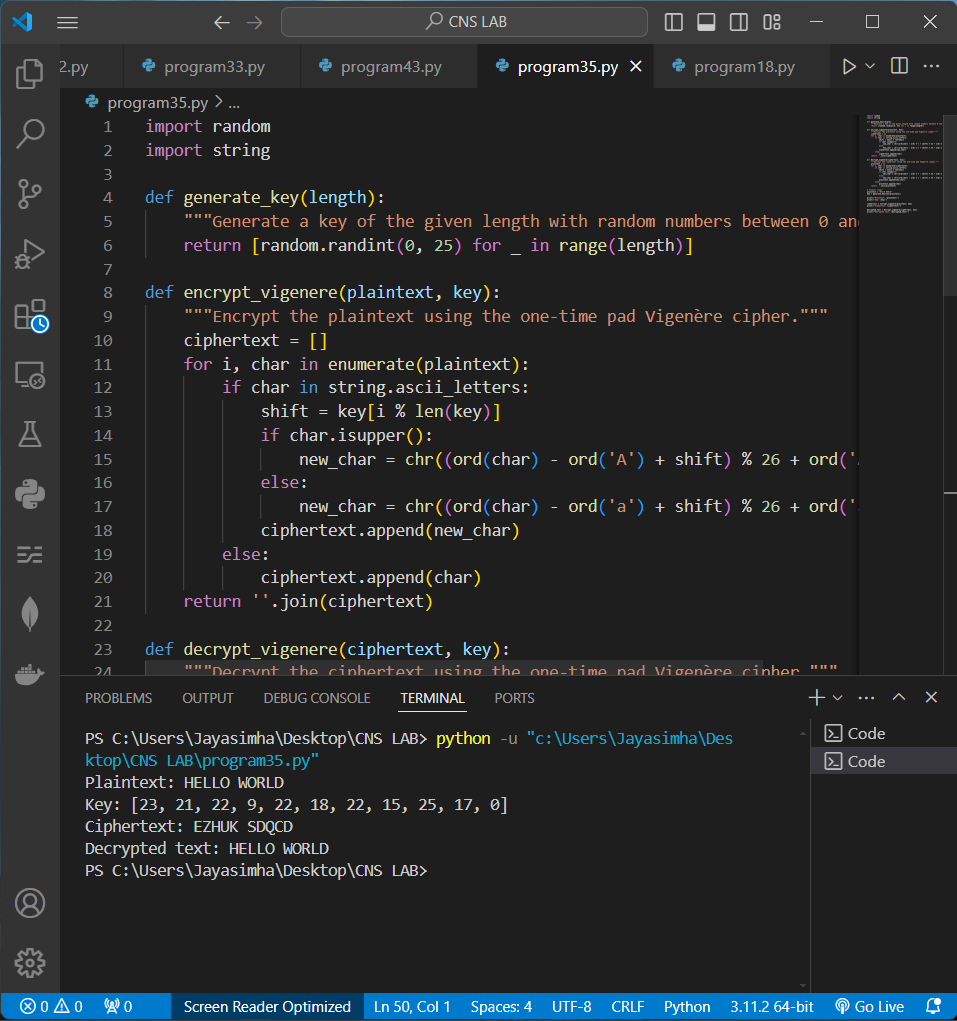 CNS LAB
2.py program33.py program43.py program35.py program18.py
program35.py > ...
1 import random
2 import string
3
4 def generate_key(length):
5 """Generate a key of the given length with random numbers between 0 an
6 return [random.randint(0, 25) for _ in range(length)]
7
8 def encrypt_vigenere(plaintext, key):
9 """Encrypt the plaintext using the one-time pad Vigenère cipher."""
10 ciphertext = []
11 for i, char in enumerate(plaintext):
12 if char in string.ascii_letters:
13 shift = key[i % len(key)]
14 if char.isupper():
15 new_char = chr((ord(char) - ord('A') + shift) % 26 + ord('
16 else:
17 new_char = chr((ord(char) - ord('a') + shift) % 26 + ord('
18 ciphertext.append(new_char)
19 else:
20 ciphertext.append(char)
21 return ''.join(ciphertext)
22
23 def decrypt_vigenere(ciphertext, key):
24 """Decrypt the ciphertext using the one-time pad Vigenère cipher."""
PROBLEMS OUTPUT DEBUG CONSOLE TERMINAL PORTS
PS C:\Users\Jayasimha\Desktop\CNS LAB> python -u "c:\Users\Jayasimha\Des
ktop\CNS LAB\program35.py"
Plaintext: HELLO WORLD
Key: [23, 21, 22, 9, 22, 18, 22, 15, 25, 17, 0]
Ciphertext: EZHUK SDQCD
Decrypted text: HELLO WORLD
PS C:\Users\Jayasimha\Desktop\CNS LAB>
Code
Code
0 0 0 Screen Reader Optimized Ln 50, Col 1 Spaces: 4 UTF-8 CRLF Python 3.11.2 64-bit Go Live